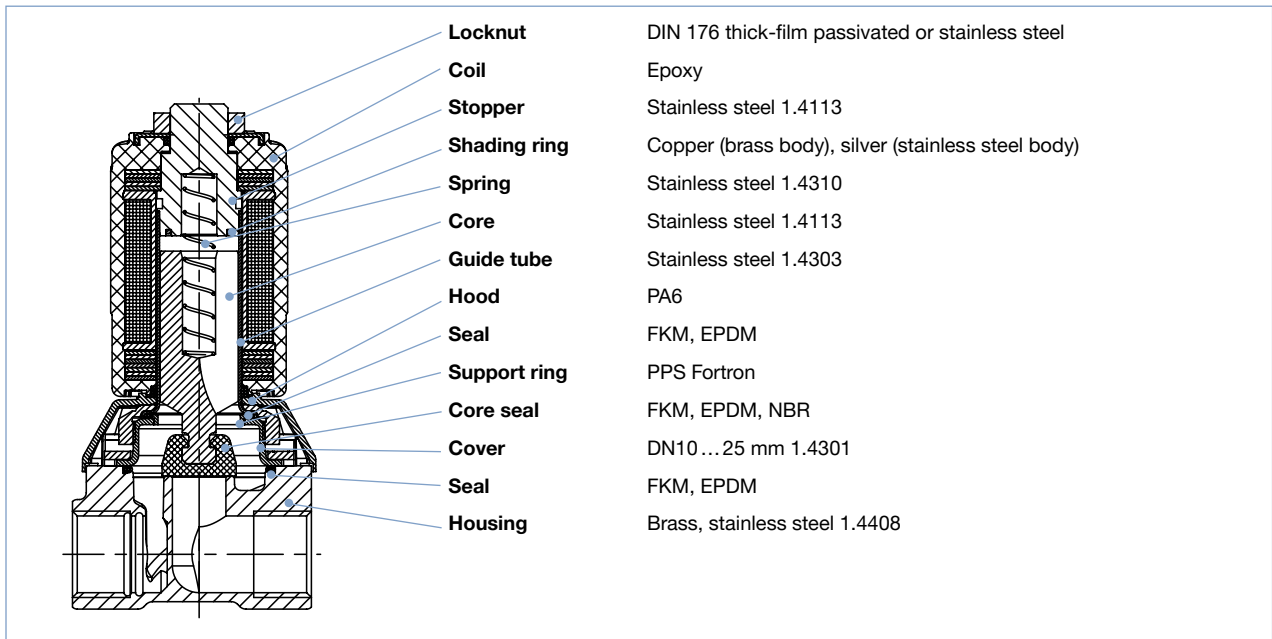 Locknut DIN 176 thick-film passivated or stainless steel
Coil Epoxy
Stopper Stainless steel 1.4113
Shading ring Copper (brass body), silver (stainless steel body)
Spring Stainless steel 1.4310
Core Stainless steel 1.4113
Guide tube Stainless steel 1.4303
Hood PA6
Seal FKM, EPDM
Support ring PPS Fortron
Core seal FKM, EPDM, NBR
Cover DN10…25 mm 1.4301
Seal FKM, EPDM
Housing Brass, stainless steel 1.4408